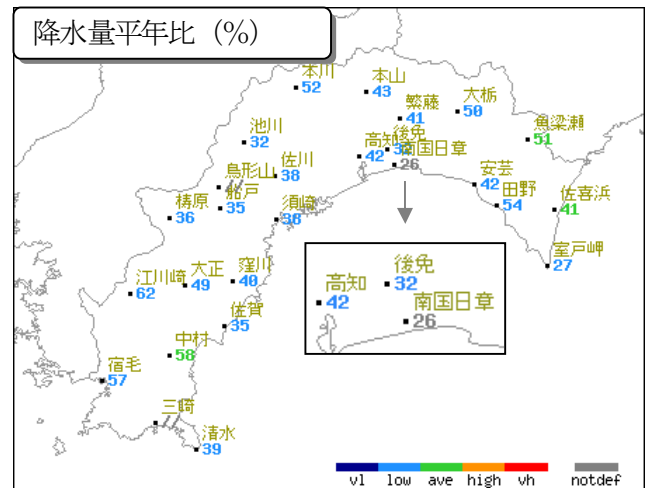 降水量平年比 (%)
本川
52
本山
43
繁藤
41
大栃
50
魚梁瀬
51
池川
32
高知
42
後免
32
南国日章
26
佐川
38
鳥形山
//
安芸
42
田野
54
佐喜浜
41
船戸
35
梼原
36
須崎
38
室戸岬
27
江川崎
62
大正
49
窪川
40
佐賀
35
高知
42
後免
32
南国日章
26
中村
58
宿毛
57
三崎
//
清水
39
vl low ave high vh notdef